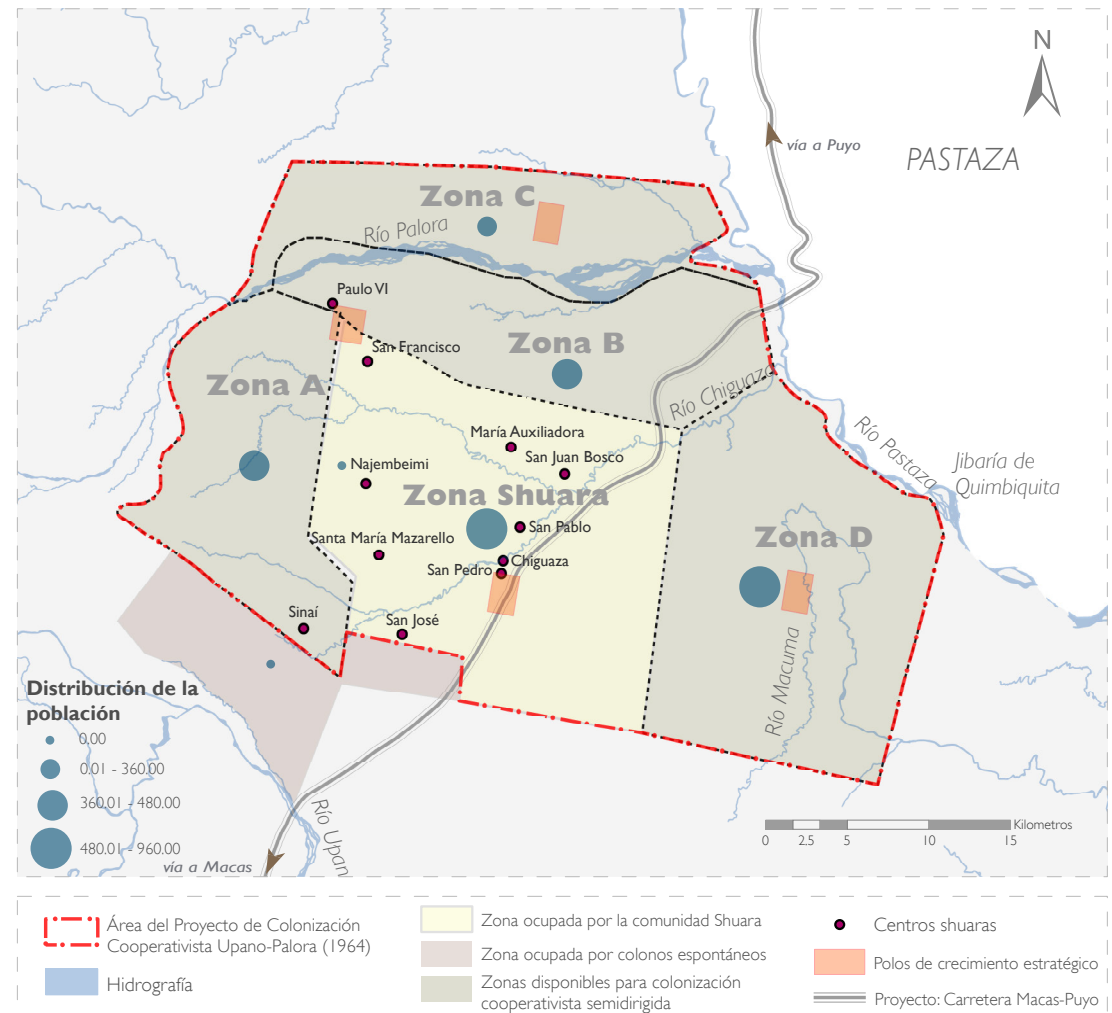 N
vía a Puyo
PASTAZA
Zona C
Río Palora
Paulo VI
San Francisco
Zona B
Zona A
Río Chiguaza
María Auxiliadora
San Juan Bosco
Río Pastaza
Jibaría de
Quimbiquita
Najembeimi
Zona Shuara
San Pablo
Santa María Mazarello
Zona D
Chiguaza
San Pedro
Sinaí
San José
Río Macuma
Distribución de la
población
0.00
0.01 - 360.00
360.01 - 480.00
480.01 - 960.00
Río Upan
vía a Macas
Kilometros
0 2.5 5 10 15
Área del Proyecto de Colonización
Cooperativista Upano-Palora (1964)
Hidrografía
Zona ocupada por la comunidad Shuara
Zona ocupada por colonos espontáneos
Zonas disponibles para colonización
cooperativista semidirigida
Centros shuaras
Polos de crecimiento estratégico
Proyecto: Carretera Macas-Puyo